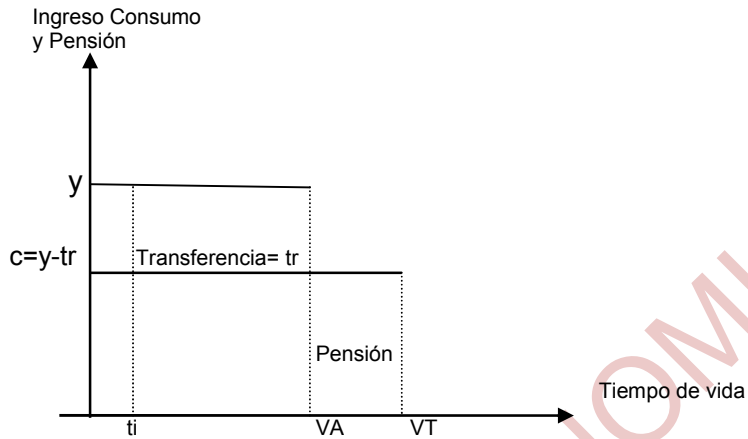 Ingreso Consumo
y Pensión
y
c=y-tr
Transferencia= tr
Pensión
Tiempo de vida
ti
VA
VT